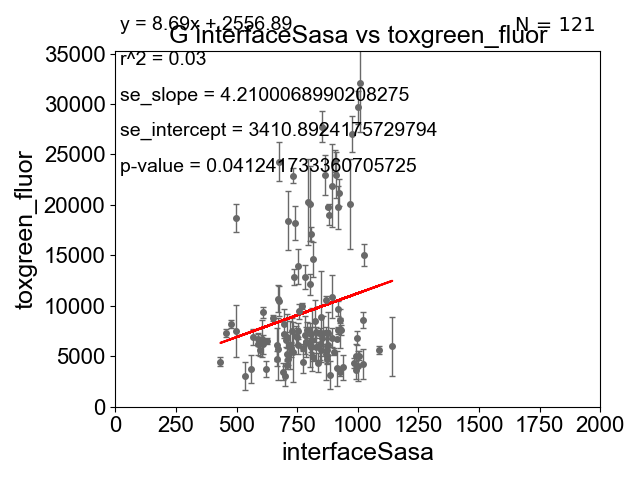 y = 8.69x + 2556.89
N = 121
G InterfaceSasa vs toxgreen_fluor
r^2 = 0.03
se_slope = 4.2100068990208275
se_intercept = 3410.8924175729794
p-value = 0.041241733360705725
toxgreen_fluor
35000
30000
25000
20000
15000
10000
5000
0
0 250 500 750 1000 1250 1500 1750 2000
interfaceSasa